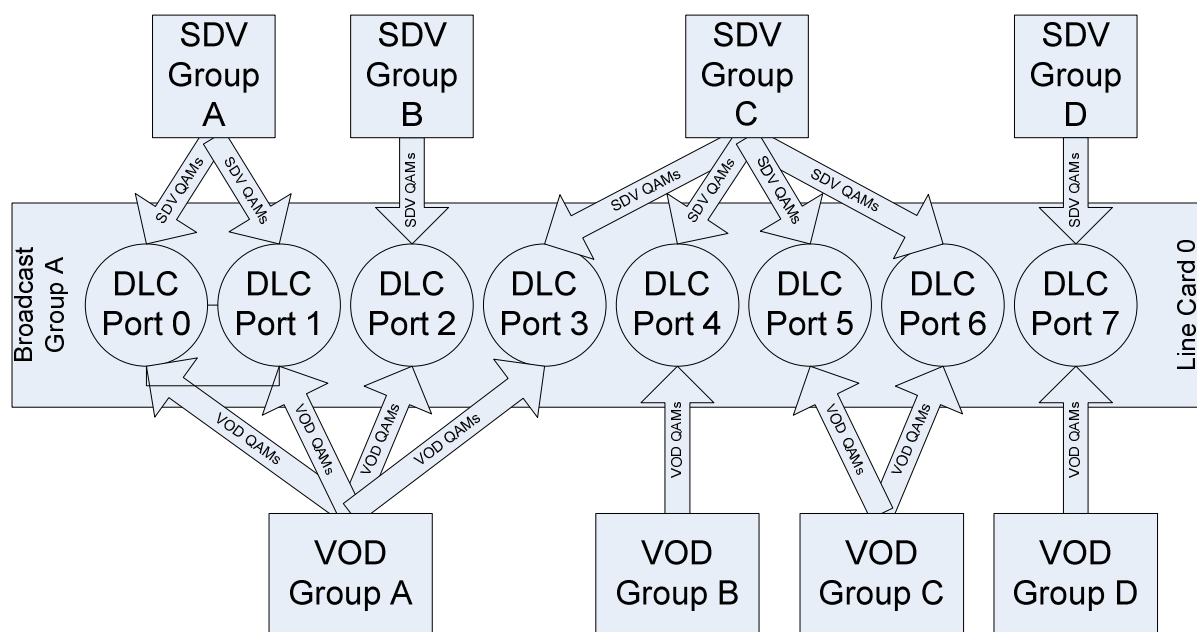 SDV
Group
A
SDV
Group
B
SDV
Group
C
SDV
Group
D
SDV QAMs
SDV QAMs
SDV QAMs
SDV QAMs
SDV QAMs
SDV QAMs
SDV QAMs
SDV QAMs
Broadcast
Group A
DLC
Port 0
DLC
Port 1
DLC
Port 2
DLC
Port 3
DLC
Port 4
DLC
Port 5
DLC
Port 6
DLC
Port 7
Line Card 0
VOD QAMs
VOD QAMs
VOD QAMs
VOD QAMs
VOD QAMs
VOD QAMs
VOD QAMs
VOD QAMs
VOD
Group A
VOD
Group B
VOD
Group C
VOD
Group D